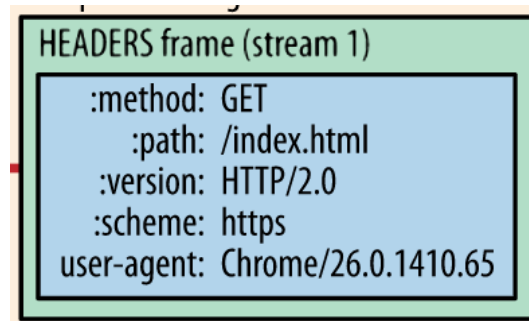 HEADERS frame (stream 1)
:method: GET
:path: /index.html
:version: HTTP/2.0
:scheme: https
user-agent: Chrome/26.0.1410.65